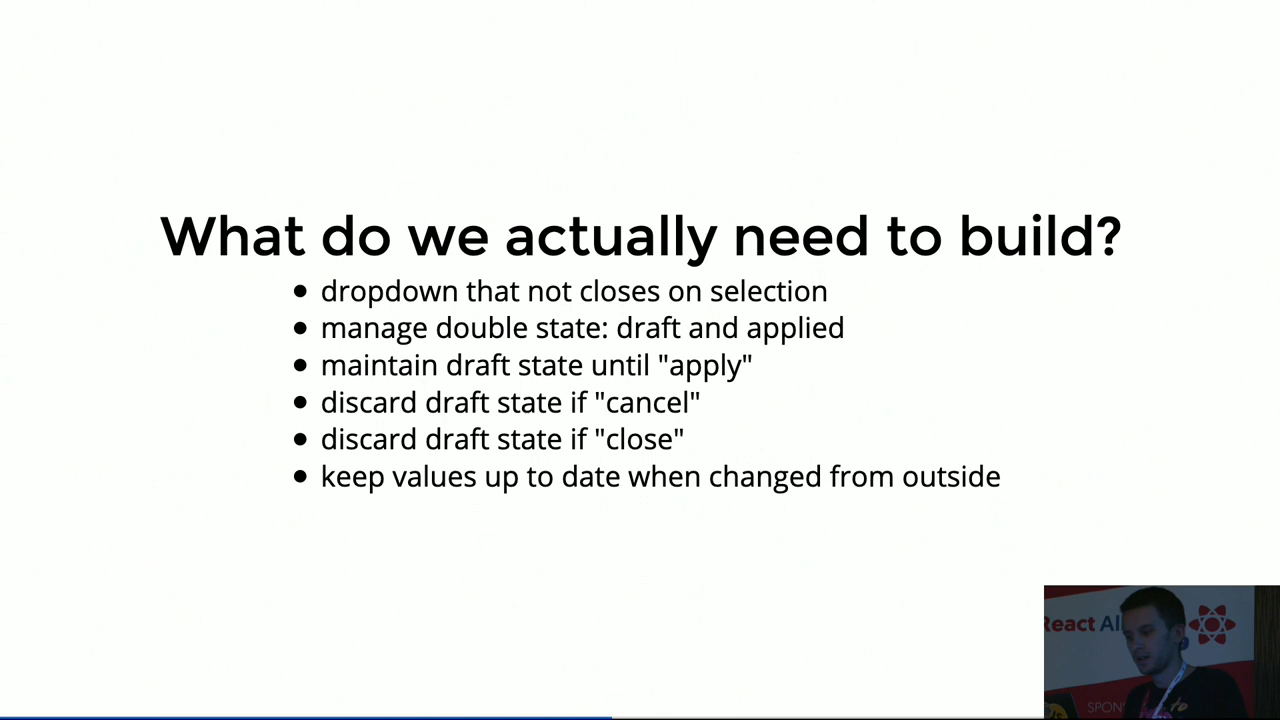 What do we actually need to build?
dropdown that not closes on selection
manage double state: draft and applied
maintain draft state until "apply"
discard draft state if "cancel"
discard draft state if "close"
keep values up to date when changed from outside
React